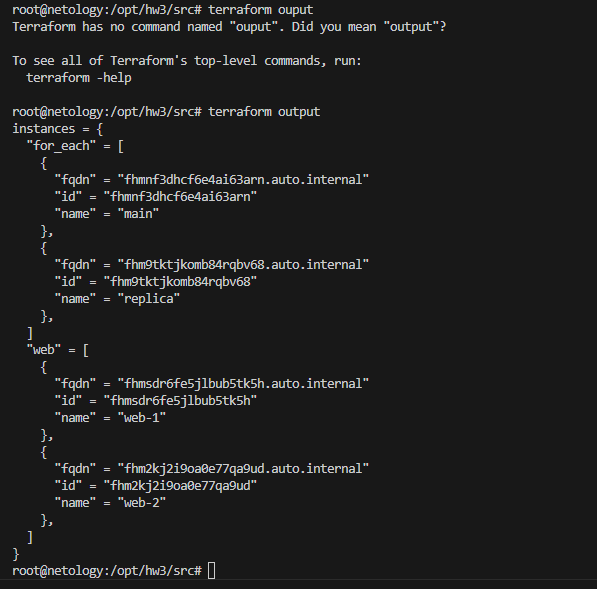 root@netology:/opt/hw3/src# terraform ouput
Terraform has no command named "ouput". Did you mean "output"?

To see all of Terraform's top-level commands, run:
  terraform -help

root@netology:/opt/hw3/src# terraform output
instances = {
  "for_each" = [
    {
      "fqdn" = "fhmnf3dhcf6e4ai63arn.auto.internal"
      "id" = "fhmnf3dhcf6e4ai63arn"
      "name" = "main"
    },
    {
      "fqdn" = "fhm9tktjkomb84rqbv68.auto.internal"
      "id" = "fhm9tktjkomb84rqbv68"
      "name" = "replica"
    },
  ]
  "web" = [
    {
      "fqdn" = "fhmsdr6fe5jlbub5tk5h.auto.internal"
      "id" = "fhmsdr6fe5jlbub5tk5h"
      "name" = "web-1"
    },
    {
      "fqdn" = "fhm2kj2i9oa0e77qa9ud.auto.internal"
      "id" = "fhm2kj2i9oa0e77qa9ud"
      "name" = "web-2"
    },
  ]
}
root@netology:/opt/hw3/src#